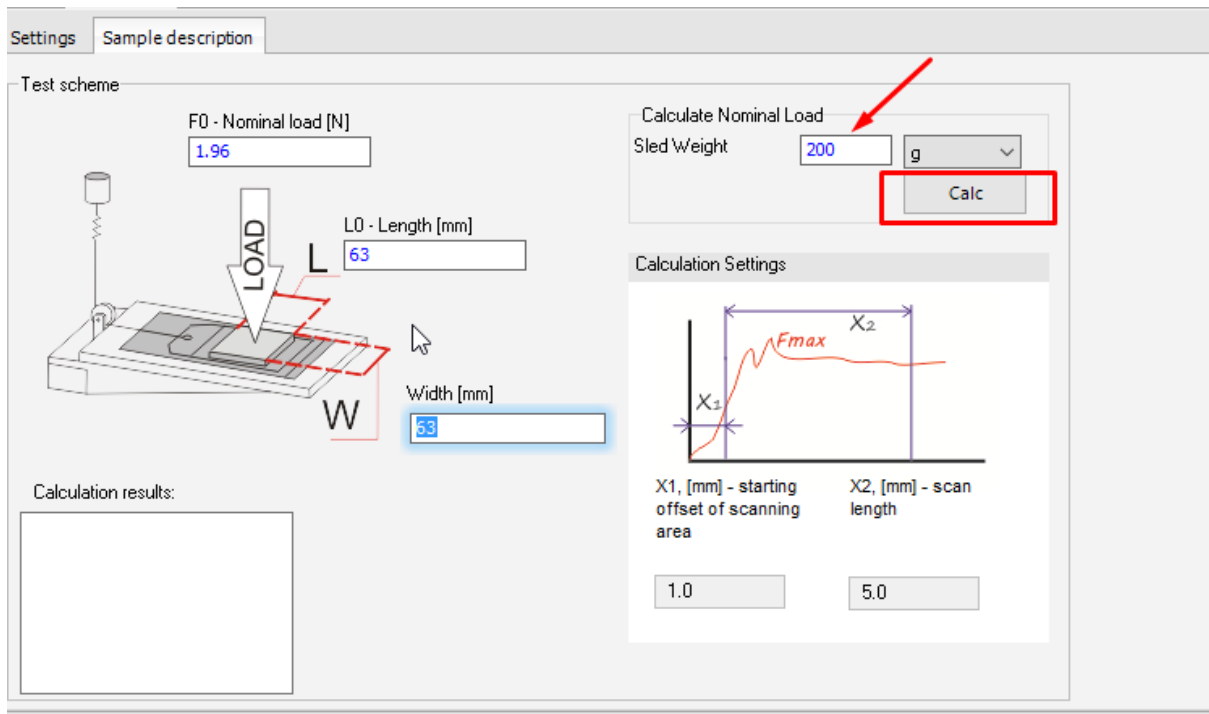 Settings
Sample description
Test scheme
F0 - Nominal load [N]
1.96
LOAD
L
L0 - Length [mm]
63
W
Width [mm]
63
Calculation results:
Calculate Nominal Load
Sled Weight
200
g
Calc
Calculation Settings
X2
Fmax
X1
X1, [mm] - starting
offset of scanning
area
X2, [mm] - scan
length
1.0
5.0